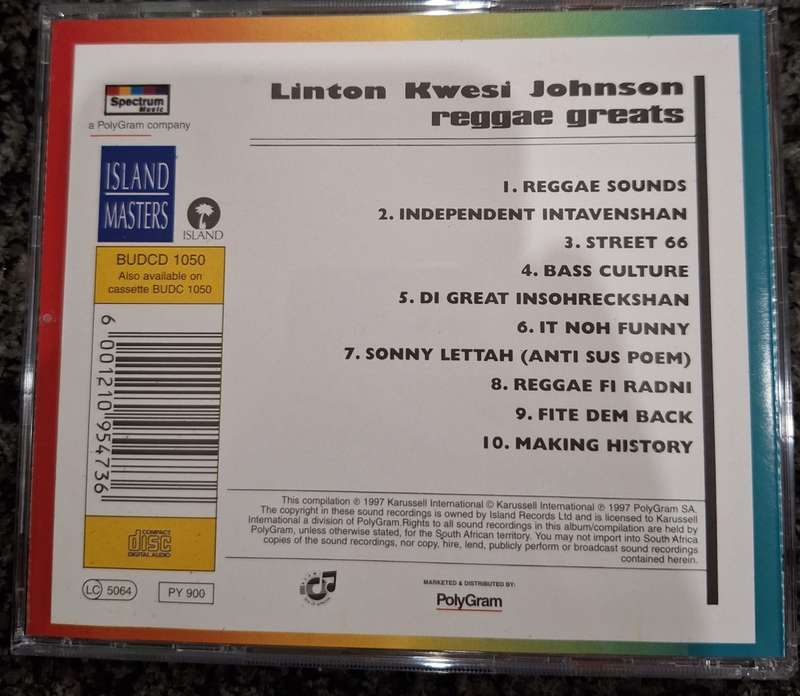 Linton Kwesi Johnson
reggae greats
Spectrum
Music
a PolyGram company
ISLAND
MASTERS
ISLAND
BUDCD 1050
Also available on
cassette BUDC 1050
6 001210 954736
COMPACT
disc
DIGITAL AUDIO
LC 5064
PY 900
1. REGGAE SOUNDS
2. INDEPENDENT INTAVENSHAN
3. STREET 66
4. BASS CULTURE
5. DI GREAT INSOHRECKSHAN
6. IT NOH FUNNY
7. SONNY LETTAH (ANTI SUS POEM)
8. REGGAE FI RADNI
9. FITE DEM BACK
10. MAKING HISTORY
This compilation ℗ 1997 Karussell International © Karussell International ℗ 1997 PolyGram SA.
The copyright in these sound recordings is owned by Island Records Ltd and is licensed to Karussell
International a division of PolyGram.Rights to all sound recordings in this album/compilation are held by
PolyGram, unless otherwise stated, for the South African territory. You may not import into South Africa
copies of the sound recordings, nor copy, hire, lend, publicly perform or broadcast sound recordings
contained herein.
MARKETED & DISTRIBUTED BY:
PolyGram